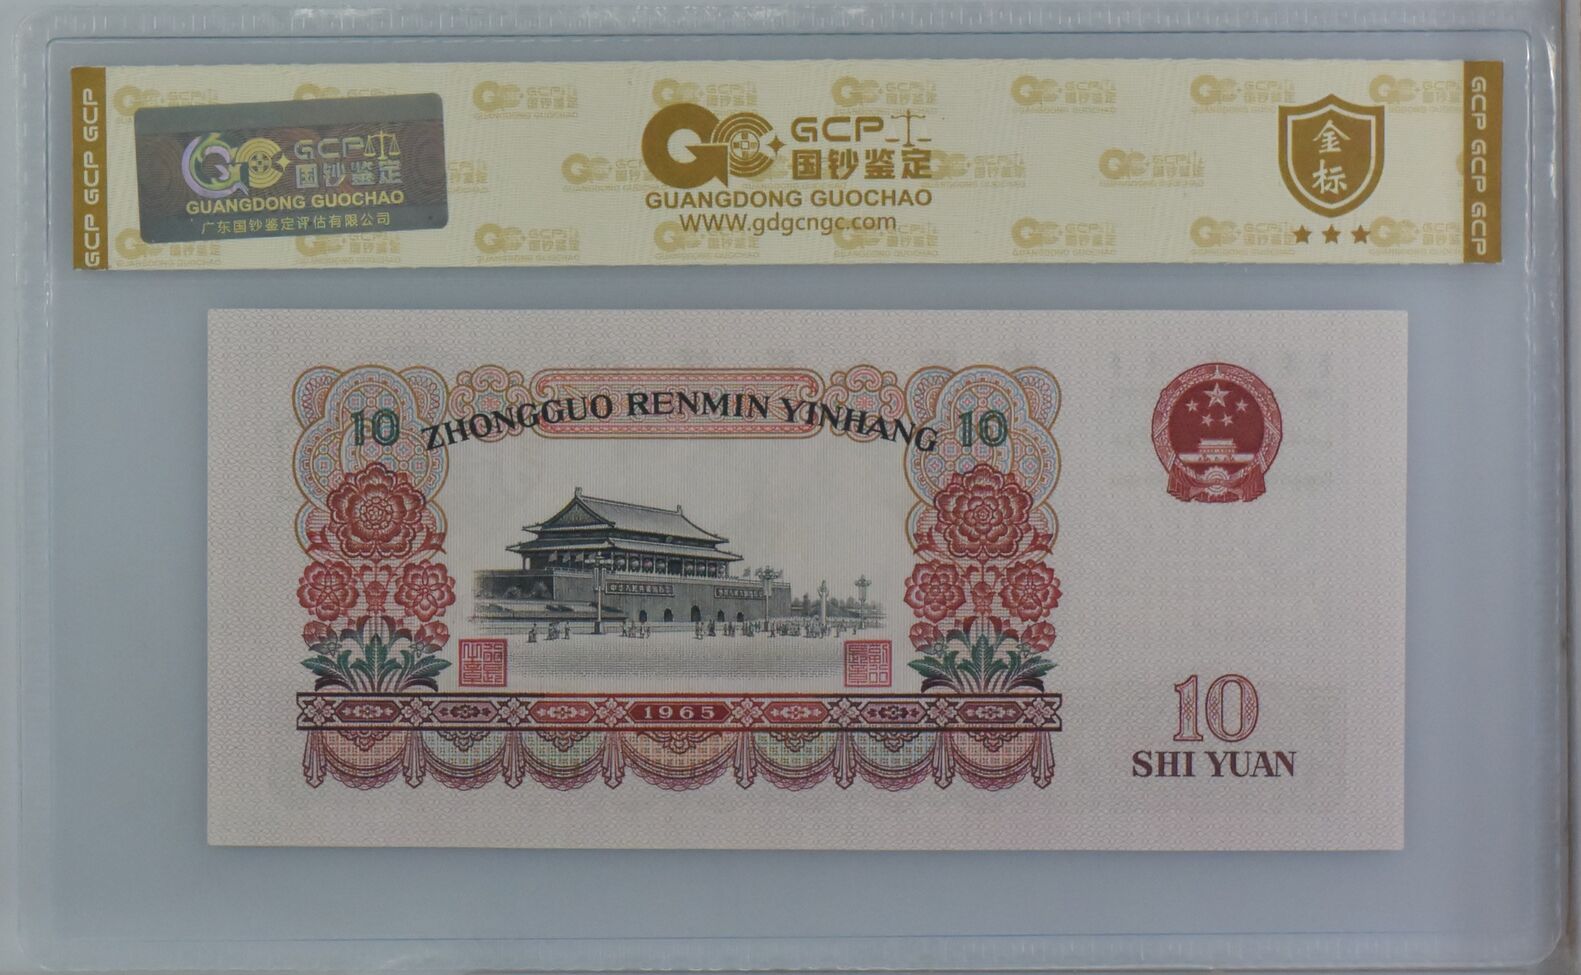 GCP GCP GCP
GCP
国钞鉴定
GUANGDONG GUOCHAO
广东国钞鉴定评估有限公司
GCP
国钞鉴定
GUANGDONG GUOCHAO
WWW.gdgcngc.com
金
标
GCP GCP GCP
10 ZHONGGUO RENMIN YINHANG 10
1965
10
SHI YUAN